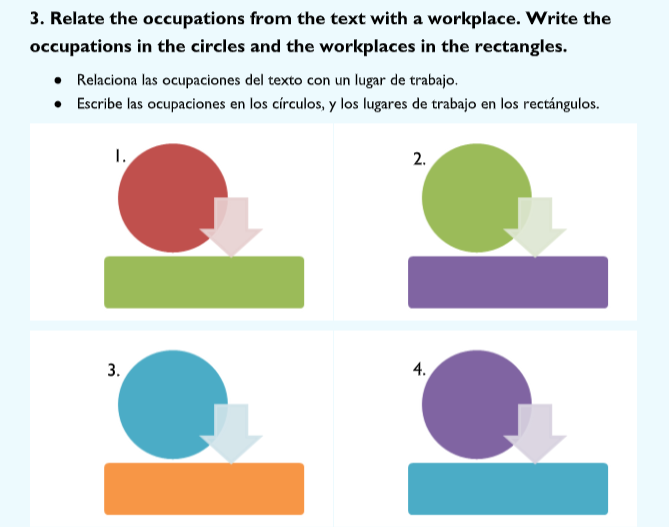 3. Relate the occupations from the text with a workplace. Write the
occupations in the circles and the workplaces in the rectangles.
• Relaciona las ocupaciones del texto con un lugar de trabajo.
• Escribe las ocupaciones en los círculos, y los lugares de trabajo en los rectángulos.
1.
2.
3.
4.